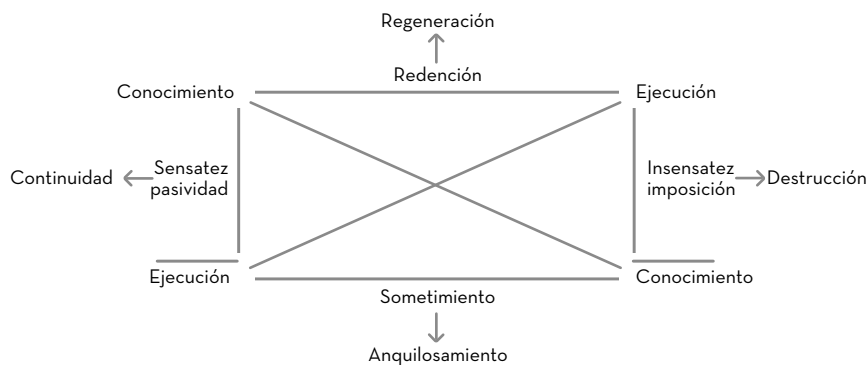 Regeneración
Redención
Conocimiento
Ejecución
Continuidad
Sensatez
pasividad
Insensatez
imposición
Destrucción
Ejecución
Conocimiento
Sometimiento
Anquilosamiento